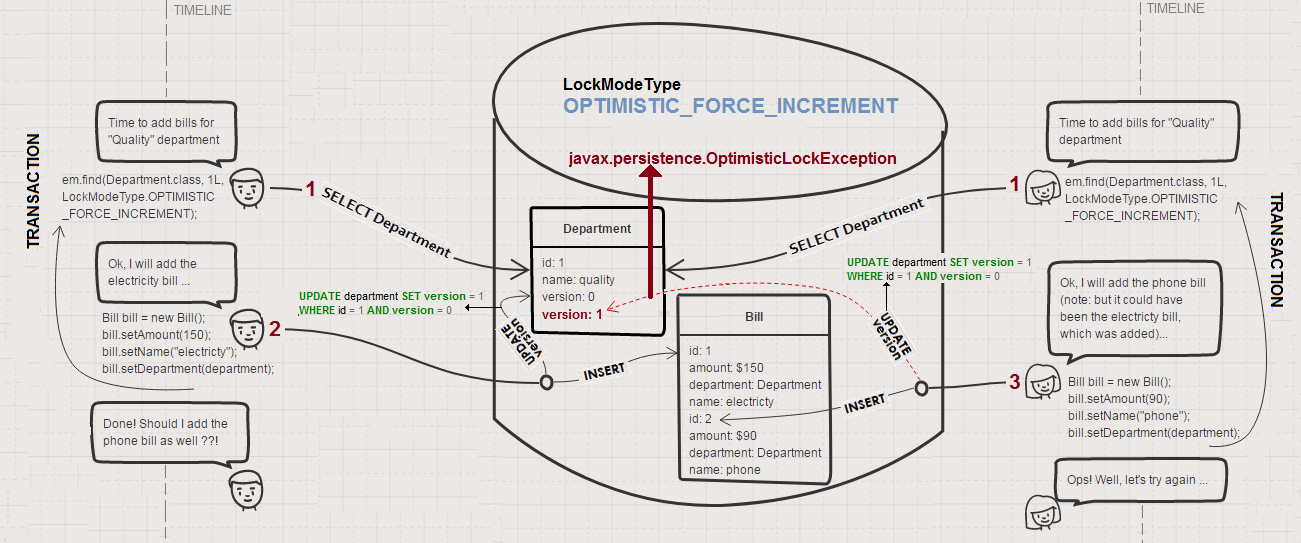 TIMELINE
TIMELINE
LockModeType
OPTIMISTIC_FORCE_INCREMENT
javax.persistence.OptimisticLockException
TRANSACTION
Time to add bills for
"Quality" department
em.find(Department.class, 1L,
LockModeType.OPTIMISTIC
_FORCE_INCREMENT);
1 SELECT Department
Ok, I will add the
electricity bill ...
Bill bill = new Bill();
bill.setAmount(150);
bill.setName("electricty");
bill.setDepartment(department);
2
UPDATE department SET version = 1
WHERE id = 1 AND version = 0
UPDATE
version
INSERT
Done! Should I add the
phone bill as well ??!
Department
id: 1
name: quality
version: 0
version: 1
Bill
id: 1
amount: $150
department: Department
name: electricty
id: 2
amount: $90
department: Department
name: phone
Time to add bills for "Quality"
department
1
em.find(Department.class, 1L,
LockModeType.OPTIMISTIC
_FORCE_INCREMENT);
SELECT Department
TRANSACTION
UPDATE department SET version = 1
WHERE id = 1 AND version = 0
UPDATE
version
INSERT
Ok, I will add the phone bill
(note: but it could have
been the electricty bill,
which was added)...
3
Bill bill = new Bill();
bill.setAmount(90);
bill.setName("phone");
bill.setDepartment(department);
Ops! Well, let's try again ...